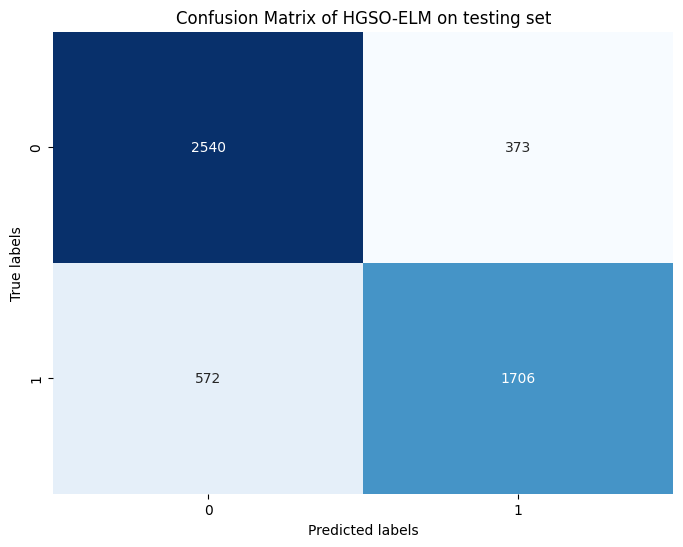 Confusion Matrix of HGSO-ELM on testing set
True labels
0
2540
373
1
572
1706
0
1
Predicted labels